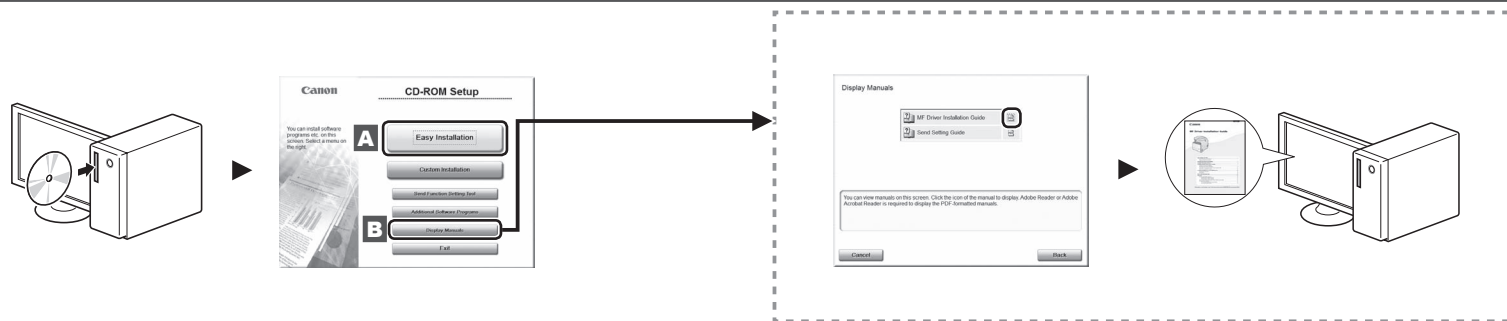 Canon
CD-ROM Setup
You can install software
programs etc. on this
screen. Select a menu on
the right.
A
Easy Installation
Custom Installation
Send Function Setting Tool
Additional Software Programs
B
Display Manuals
Exit
Display Manuals
MF Driver Installation Guide
Send Setting Guide
You can view manuals on this screen. Click the icon of the manual to display. Adobe Reader or Adobe
Acrobat Reader is required to display the PDF-formatted manuals.
Cancel
Back
Canon
MF Driver Installation Guide